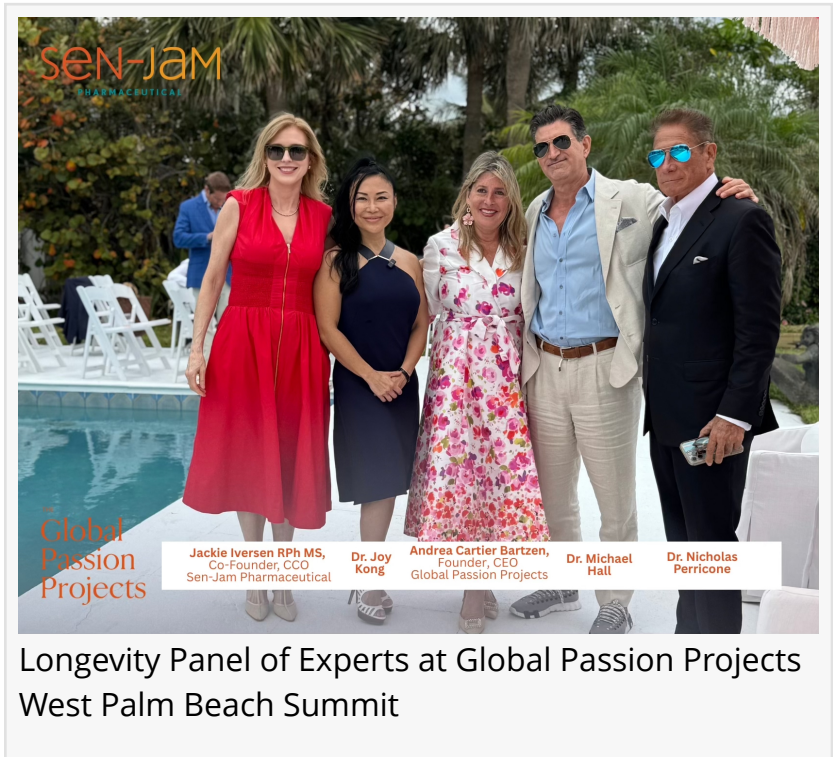 SeN-JaM
PHARMACEUTICAL
Global
Passion
Projects
Jackie Iversen RPh MS,
Co-Founder, CCO
Sen-Jam Pharmaceutical
Dr. Joy
Kong
Andrea Cartier Bartzen,
Founder, CEO
Global Passion Projects
Dr. Michael
Hall
Dr. Nicholas
Perricone
Longevity Panel of Experts at Global Passion Projects
West Palm Beach Summit